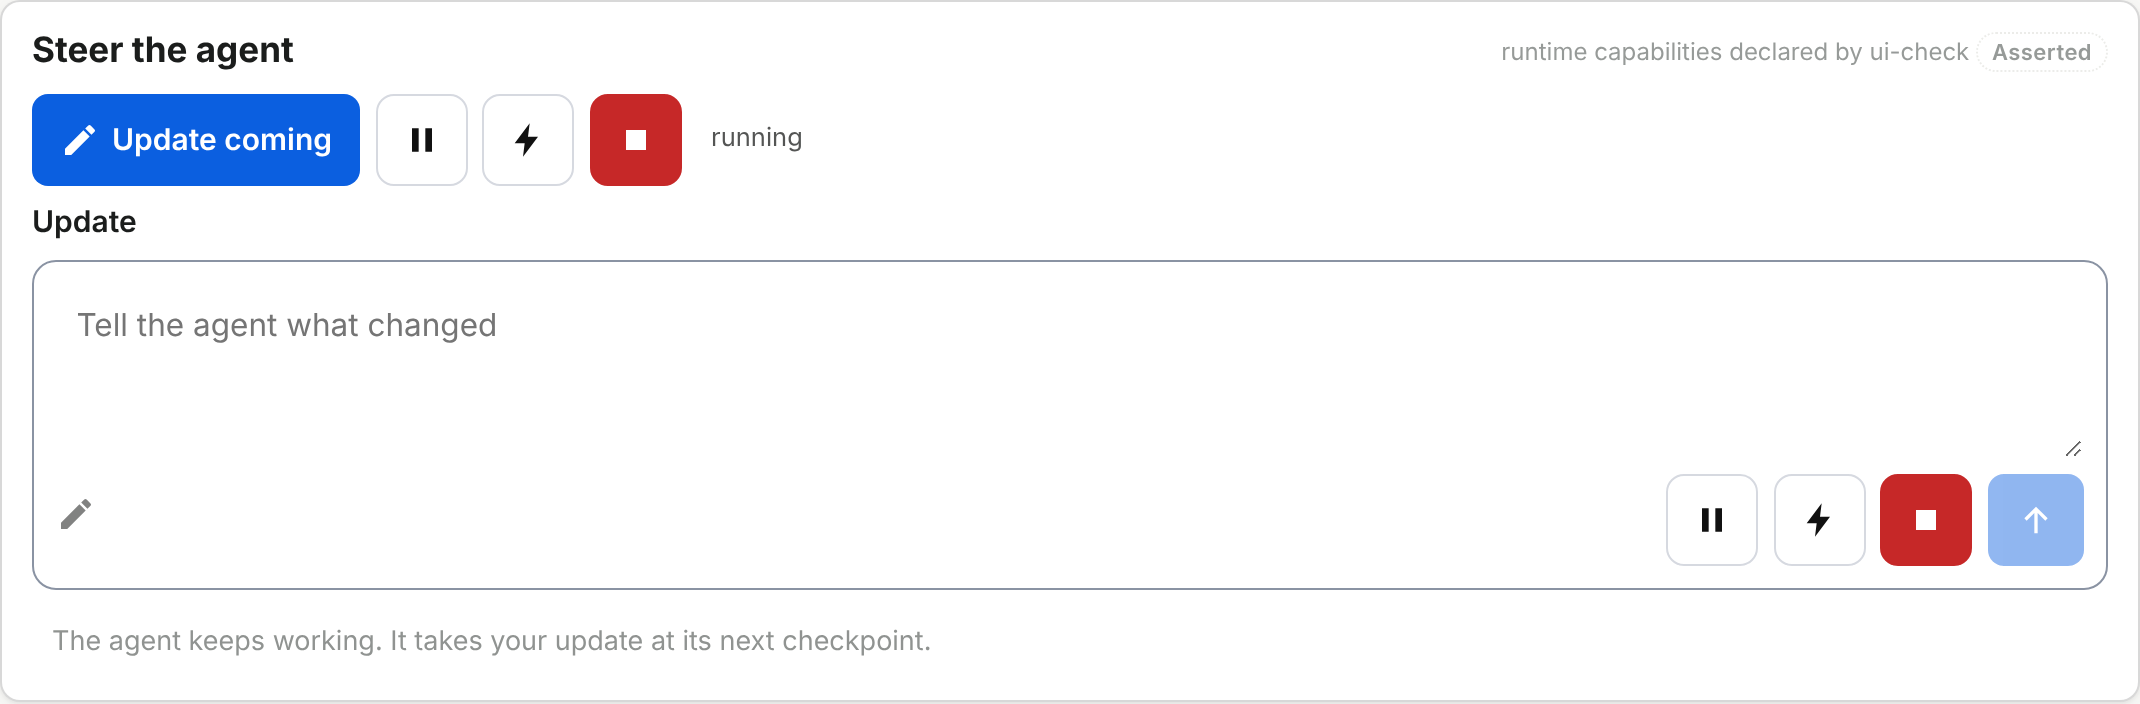 Steer the agent
runtime capabilities declared by ui-check Asserted
Update coming
running
Update
Tell the agent what changed
The agent keeps working. It takes your update at its next checkpoint.